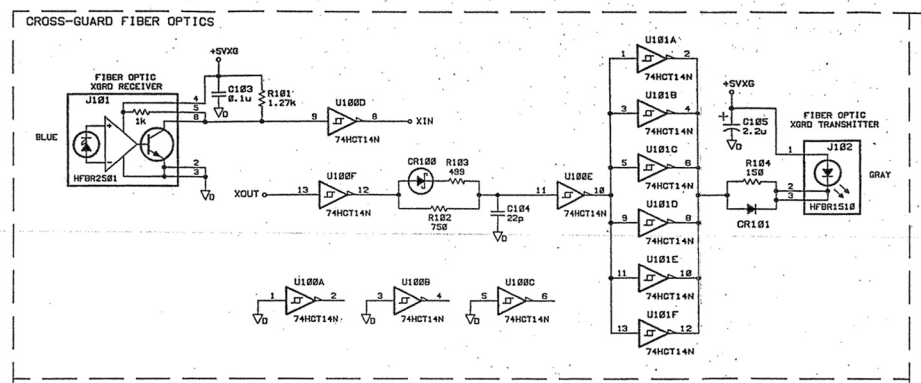 CROSS-GUARD FIBER OPTICS
+5VXG
FIBER OPTIC
XGRD RECEIVER
J101
4
5
8
1k
2
3
BLUE
HFBR2501
C103
0.1u
D
R101
1.27k
D
U100D
9
8
XIN
74HCT14N
XOUT
U100F
13
12
74HCT14N
CR100
R103
499
R102
750
C104
22p
D
U100E
11
10
74HCT14N
U101A
1
2
74HCT14N
U101B
3
4
74HCT14N
U101C
5
6
74HCT14N
U101D
9
8
74HCT14N
U101E
11
10
74HCT14N
U101F
13
12
74HCT14N
+5VXG
+
C105
2.2u
D
FIBER OPTIC
XGRD TRANSMITTER
1
J102
R104
150
2
3
CR101
HFBR1510
GRAY
U100A
1
2
D
74HCT14N
U100B
3
4
D
74HCT14N
U100C
5
6
D
74HCT14N